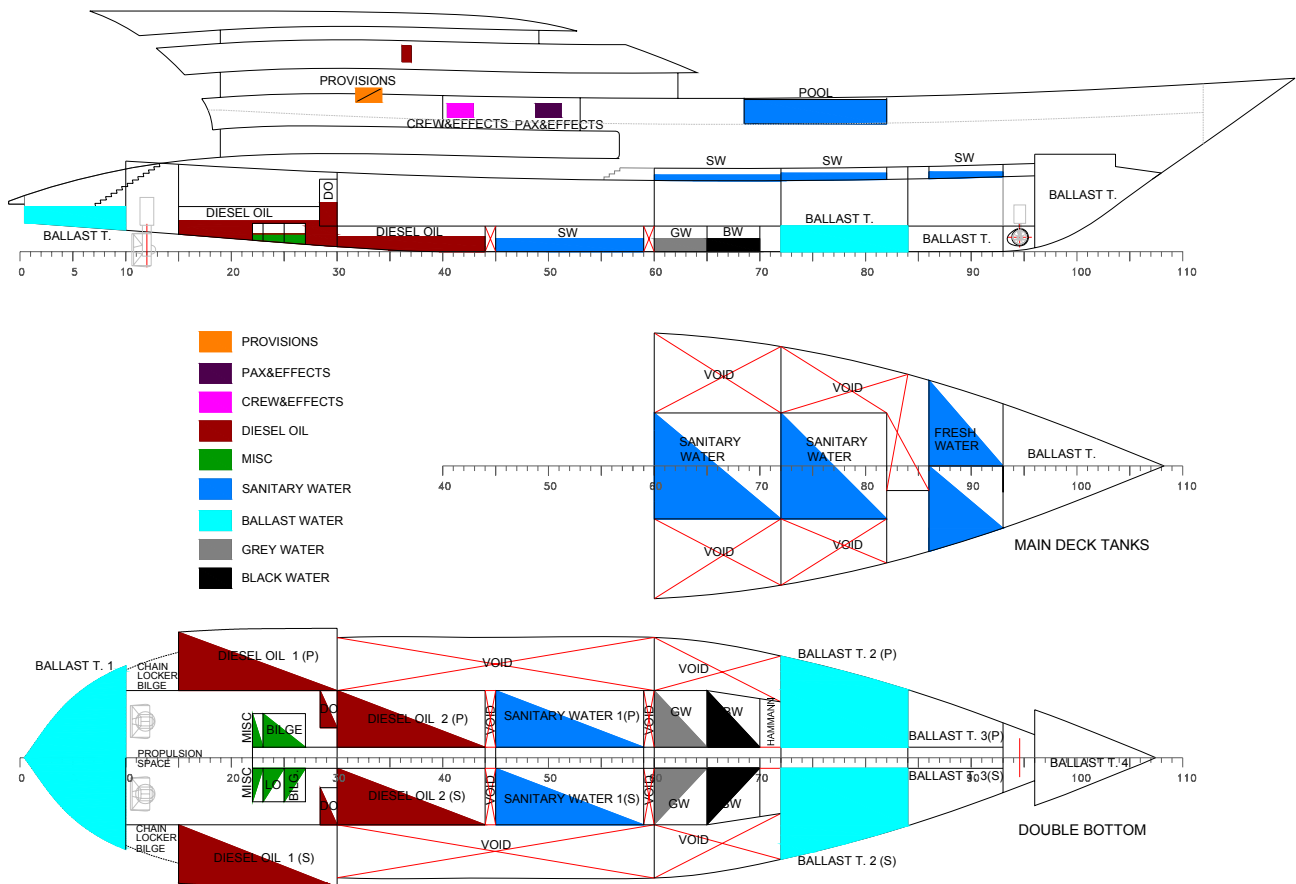 PROVISIONS
POOL
CREW&EFFECTS
PAX&EFFECTS
SW
SW
SW
DO
BALLAST T.
DIESEL OIL
BALLAST T.
BALLAST T.
DIESEL OIL
SW
GW
BW
BALLAST T.
0 5 10 15 20 30 40 50 60 70 80 90 100 110
PROVISIONS
PAX&EFFECTS
CREW&EFFECTS
DIESEL OIL
MISC
SANITARY WATER
BALLAST WATER
GREY WATER
BLACK WATER
VOID
VOID
SANITARY
WATER
SANITARY
WATER
FRESH
WATER
BALLAST T.
40 50 60 70 80 90 100 110
VOID
VOID
MAIN DECK TANKS
BALLAST T. 1
CHAIN
LOCKER
BILGE
DIESEL OIL 1 (P)
VOID
VOID
BALLAST T. 2 (P)
MISC
BILGE
DO
DIESEL OIL 2 (P)
VOID
SANITARY WATER 1(P)
VOID
GW
BW
HAMMANN
BALLAST T. 3(P)
PROPULSION
SPACE
0 10 20 30 40 50 60 70 80 90 100 110
BALLAST T. 4
MISC
LO
BILG
DO
DIESEL OIL 2 (S)
VOID
SANITARY WATER 1(S)
VOID
GW
BW
BALLAST T. 3(S)
CHAIN
LOCKER
BILGE
DIESEL OIL 1 (S)
VOID
VOID
BALLAST T. 2 (S)
DOUBLE BOTTOM